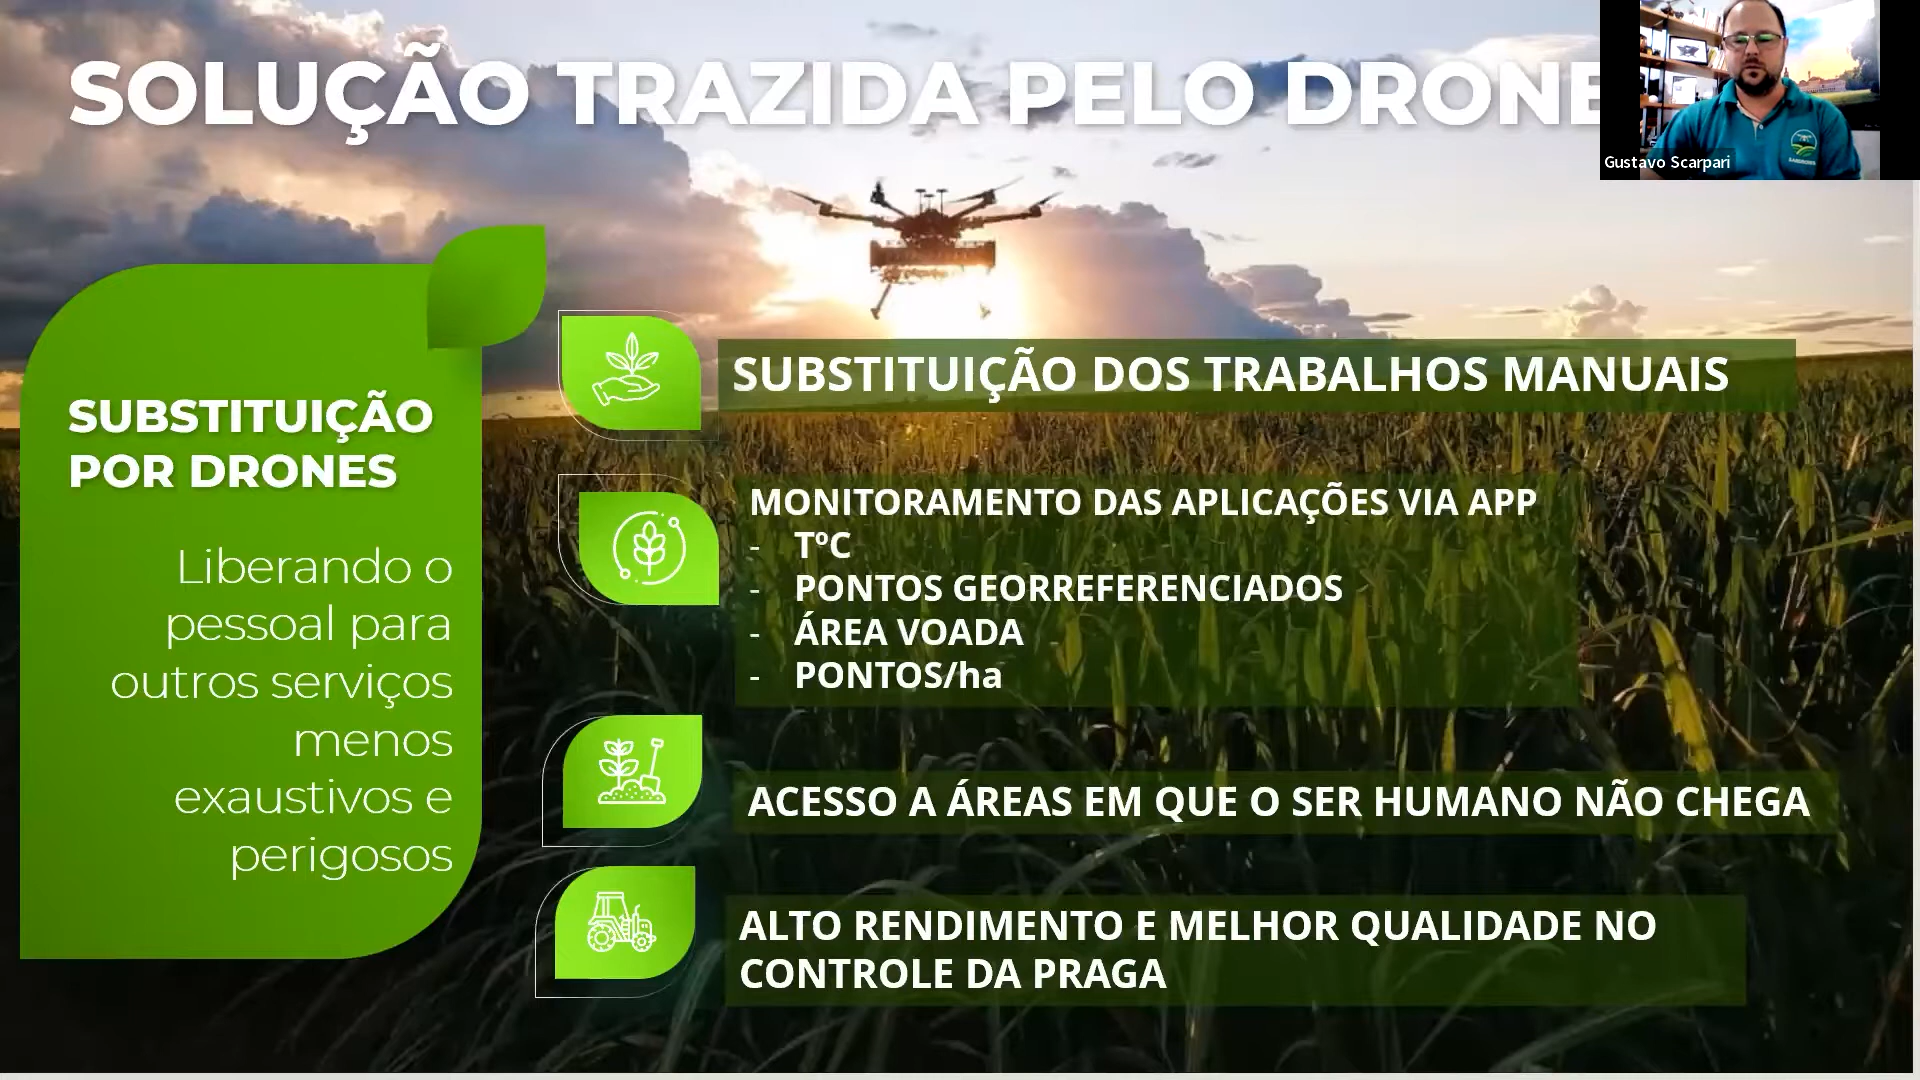 SOLUÇÃO TRAZIDA PELO DRONE
Gustavo Scarpari
SUBSTITUIÇÃO
POR DRONES
Liberando o
pessoal para
outros serviços
menos
exaustivos e
perigosos
SUBSTITUIÇÃO DOS TRABALHOS MANUAIS
MONITORAMENTO DAS APLICAÇÕES VIA APP
- TºC
- PONTOS GEORREFERENCIADOS
- ÁREA VOADA
- PONTOS/ha
ACESSO A ÁREAS EM QUE O SER HUMANO NÃO CHEGA
ALTO RENDIMENTO E MELHOR QUALIDADE NO
CONTROLE DA PRAGA